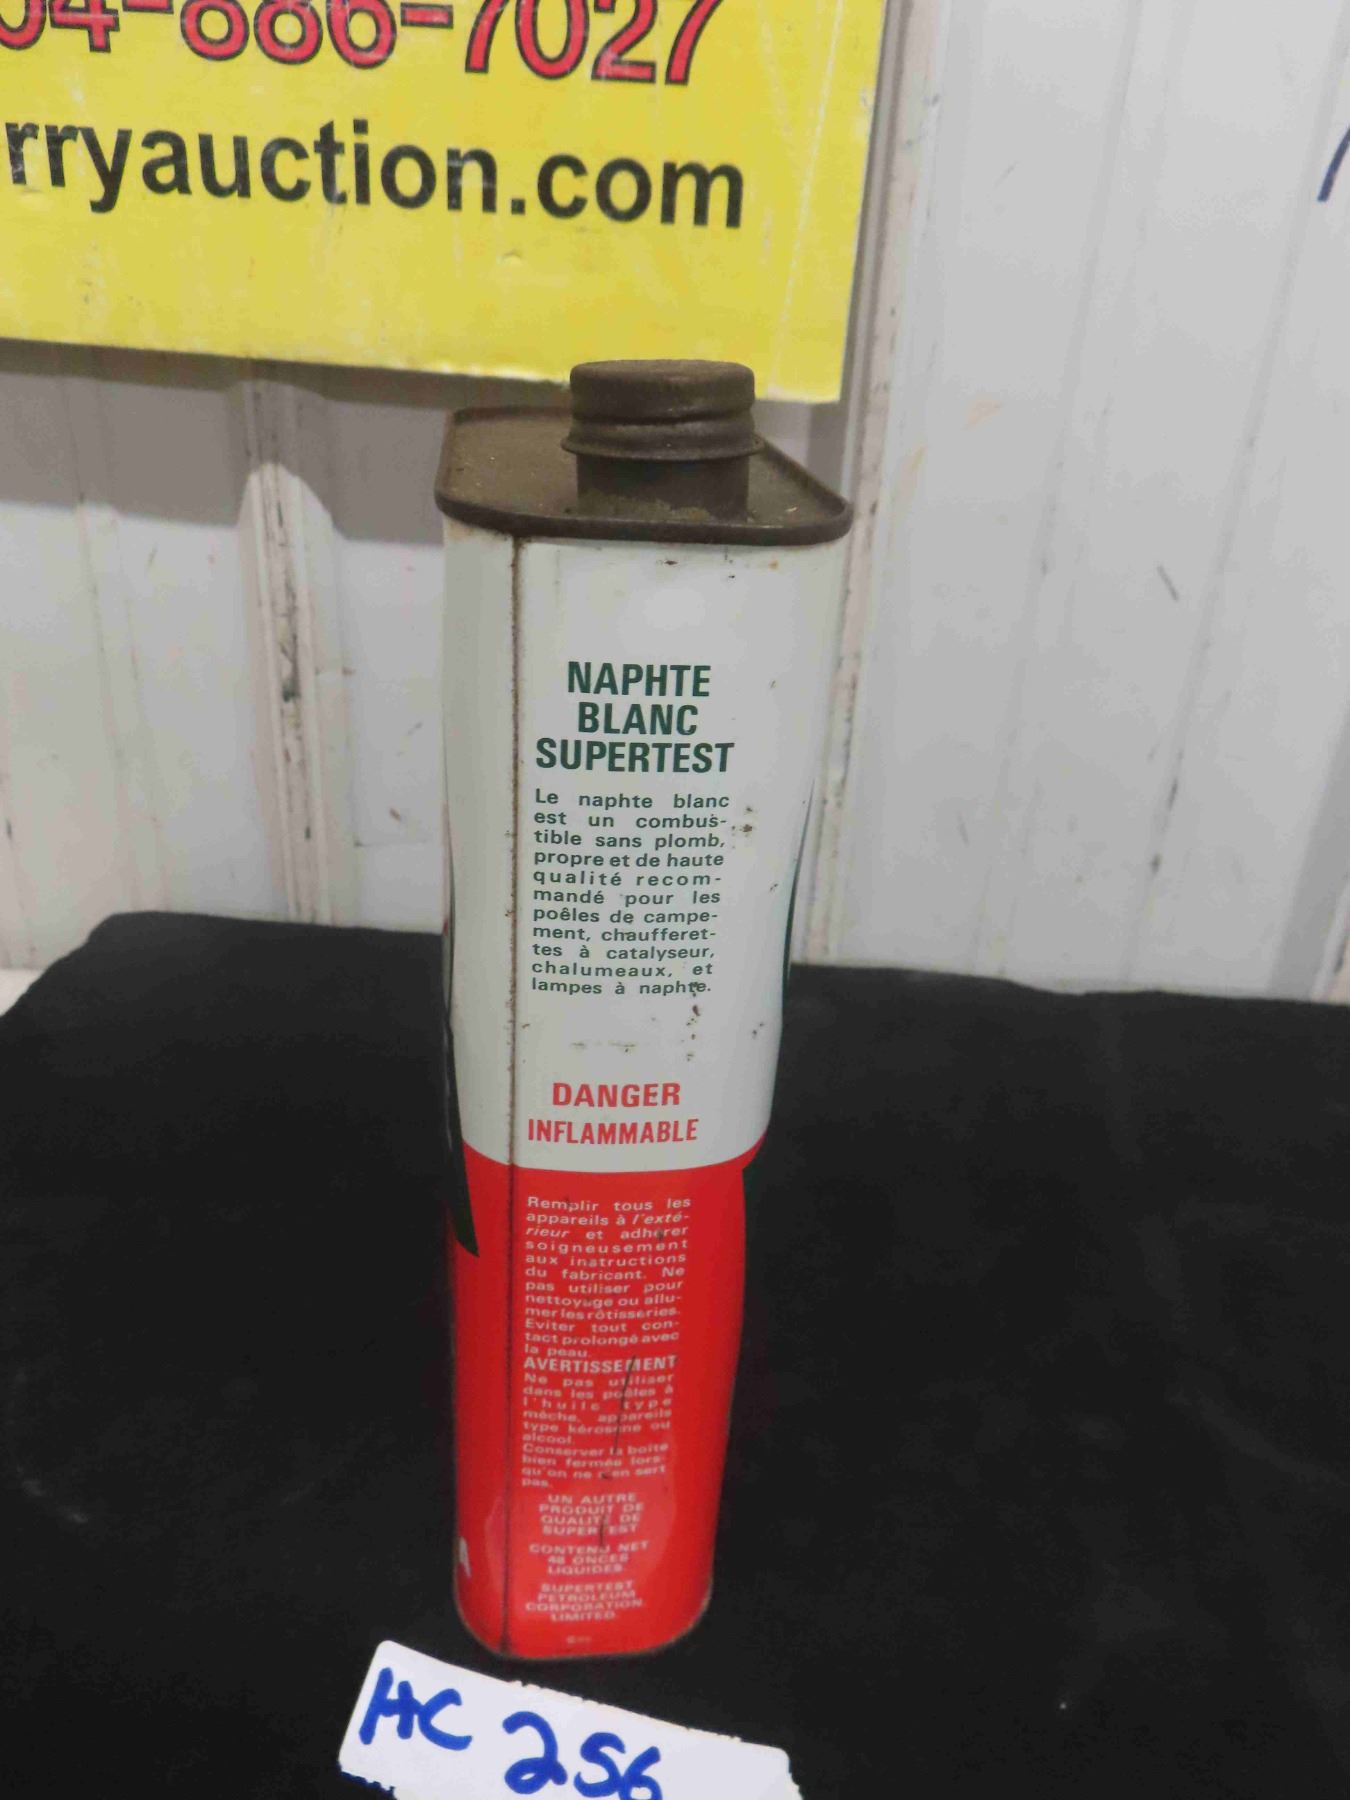 04-886-7027
rryauction.com
NAPHTE
BLANC
SUPERTEST
Le naphte blanc
est un combus-
tible sans plomb,
propre et de haute
qualité recom-
mandé pour les
poêles de campe-
ment, chaufferet-
tes à catalyseur,
chalumeaux, et
lampes à naphte.
DANGER
INFLAMMABLE
Remplir tous les
appareils à l'exté-
rieur et adhérer
soigneusement
aux instructions
du fabricant. Ne
pas utiliser pour
nettoyage ou allu-
mer les rôtisseries.
Eviter tout con-
tact prolongé avec
la peau.
AVERTISSEMENT
Ne pas utiliser
dans les poêles à
l'huile type
mèche, appareils
type kérosène ou
alcool.
Conserver la boite
bien fermée lors-
qu'on ne s'en sert
pas.
UN AUTRE
PRODUIT DE
QUALITÉ DE
SUPERTEST
CONTENU NET
48 ONCES
LIQUIDES
SUPERTEST
PETROLEUM
CORPORATION
LIMITED
A
HC 256